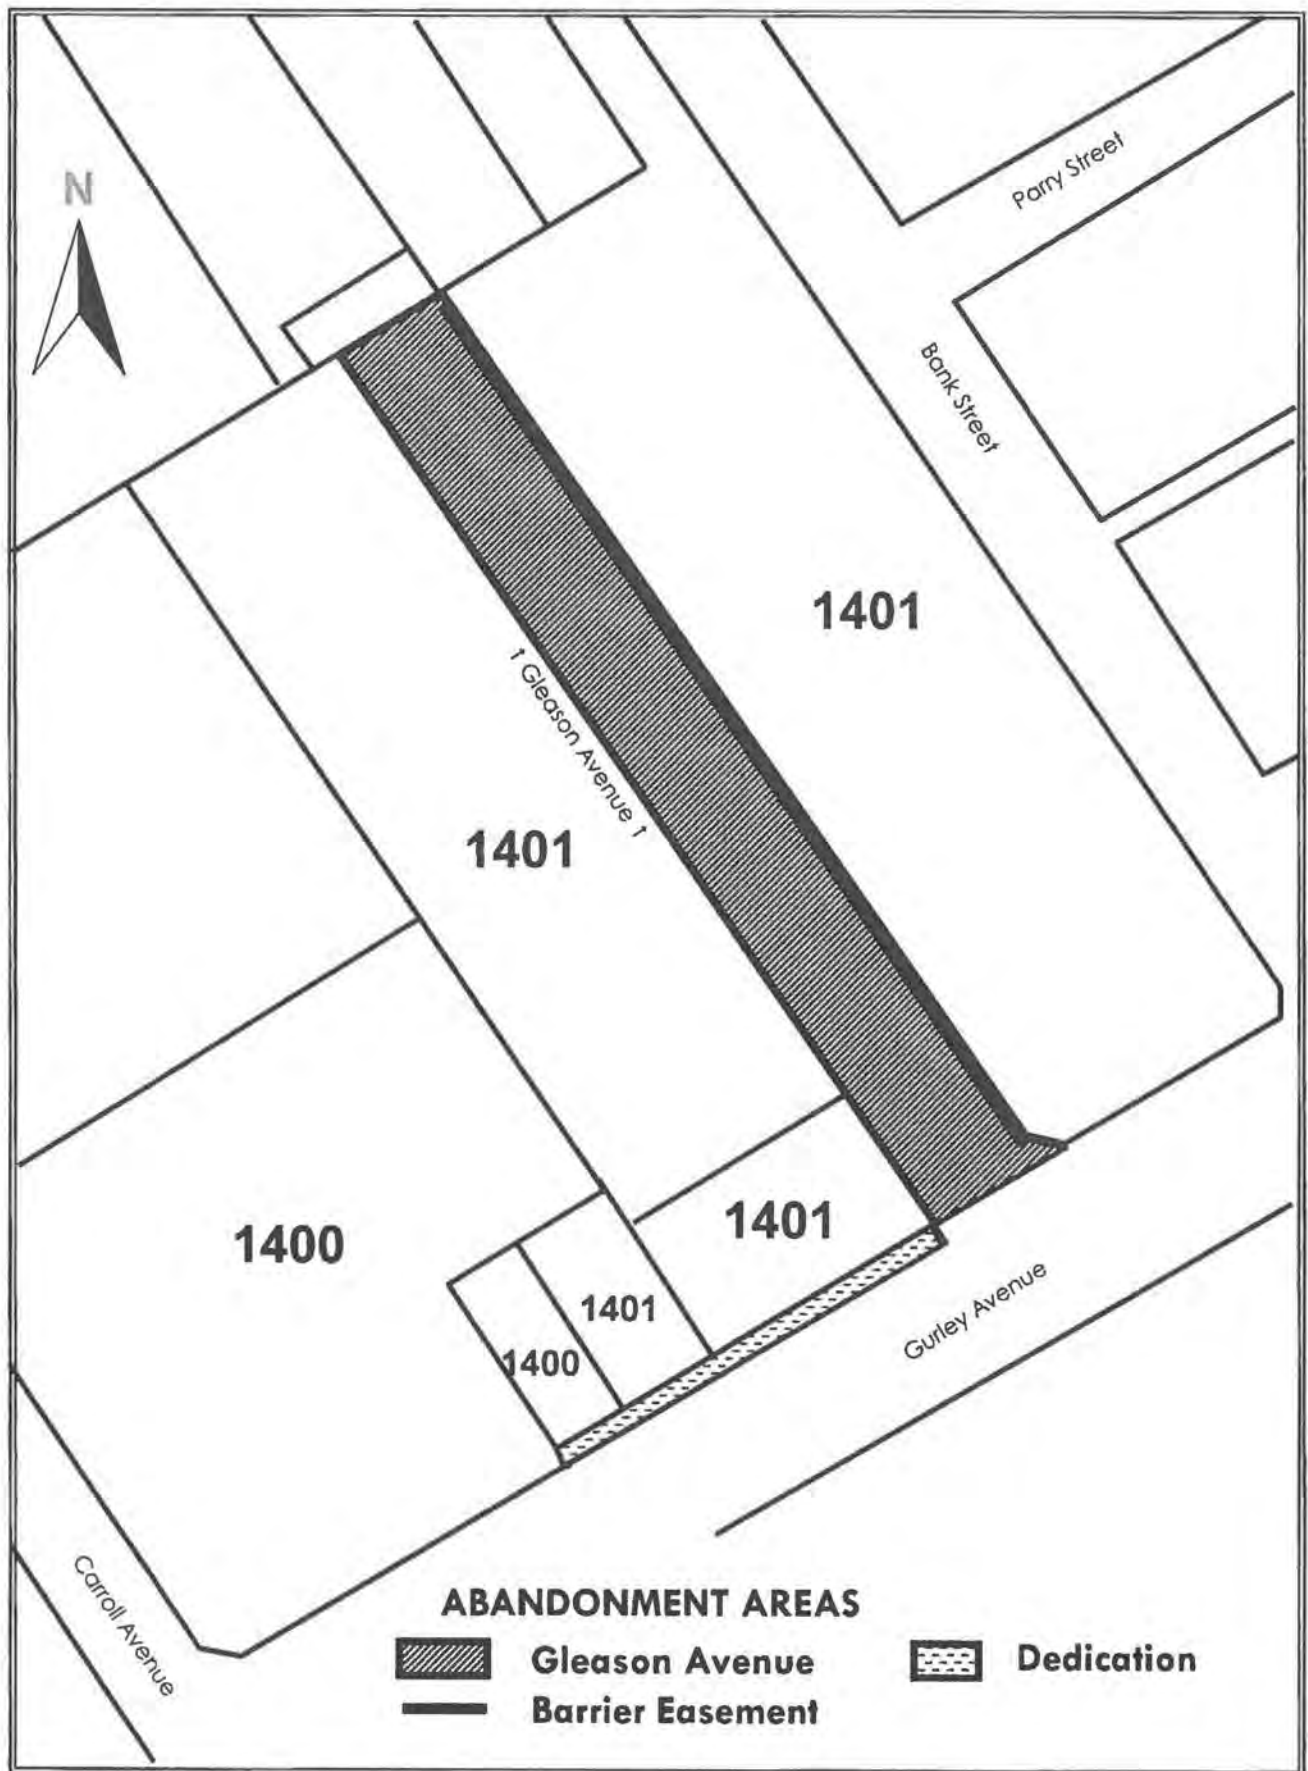 Parry Street
N
Bank Street
1401
↑ Gleason Avenue ↑
1401
1401
1400
Gurley Avenue
1401
1400
Carroll Avenue
ABANDONMENT AREAS
Gleason Avenue
Dedication
Barrier Easement